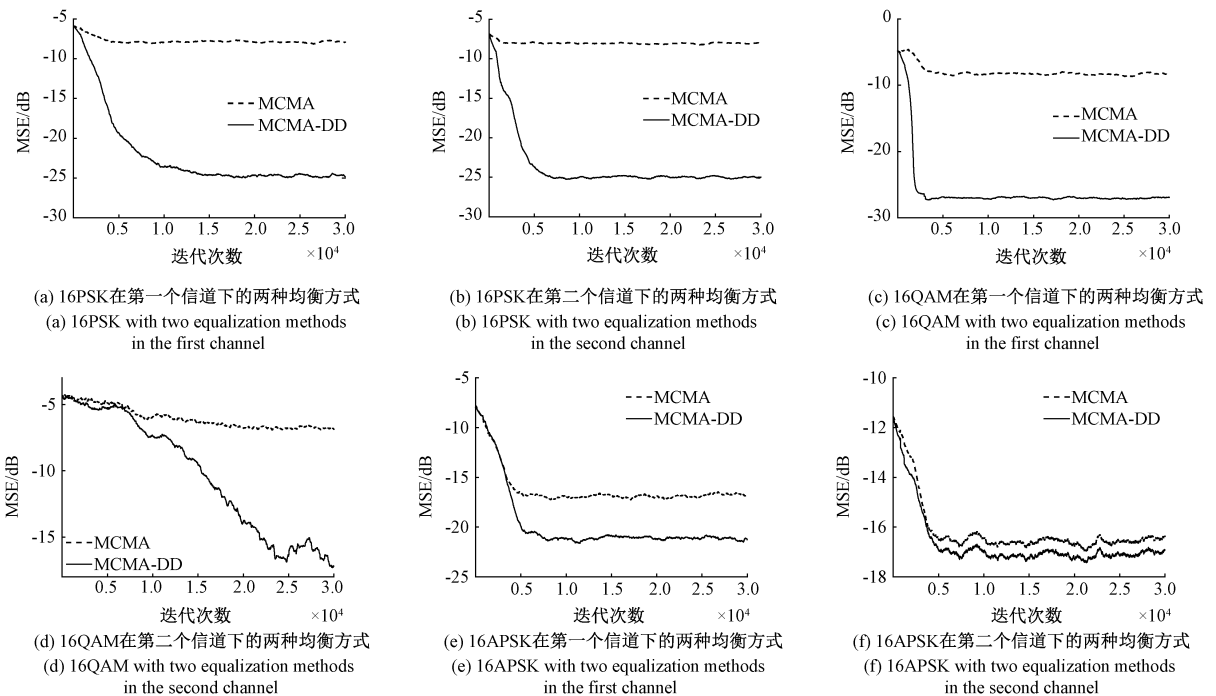 -5
-10
-15
-20
-25
-30
MSE/dB
MCMA
MCMA-DD
0.5 1.0 1.5 2.0 2.5 3.0
×10⁴
迭代次数
(a) 16PSK在第一个信道下的两种均衡方式
(a) 16PSK with two equalization methods
in the first channel
-5
-10
-15
-20
-25
-30
MSE/dB
MCMA
MCMA-DD
0.5 1.0 1.5 2.0 2.5 3.0
×10⁴
迭代次数
(b) 16PSK在第二个信道下的两种均衡方式
(b) 16PSK with two equalization methods
in the second channel
0
-10
-20
-30
MSE/dB
MCMA
MCMA-DD
0.5 1.0 1.5 2.0 2.5 3.0
×10⁴
迭代次数
(c) 16QAM在第一个信道下的两种均衡方式
(c) 16QAM with two equalization methods
in the first channel
-5
-10
-15
MSE/dB
MCMA
MCMA-DD
0.5 1.0 1.5 2.0 2.5 3.0
×10⁴
迭代次数
(d) 16QAM在第二个信道下的两种均衡方式
(d) 16QAM with two equalization methods
in the second channel
-5
-10
-15
-21
-25
MSE/dB
MCMA
MCMA-DD
0.5 1.0 1.5 2.0 2.5 3.0
×10⁴
迭代次数
(e) 16APSK在第一个信道下的两种均衡方式
(e) 16APSK with two equalization methods
in the first channel
-10
-12
-14
-16
-18
MSE/dB
MCMA
MCMA-DD
0.5 1.0 1.5 2.0 2.5 3.0
×10⁴
迭代次数
(f) 16APSK在第二个信道下的两种均衡方式
(f) 16APSK with two equalization methods
in the second channel